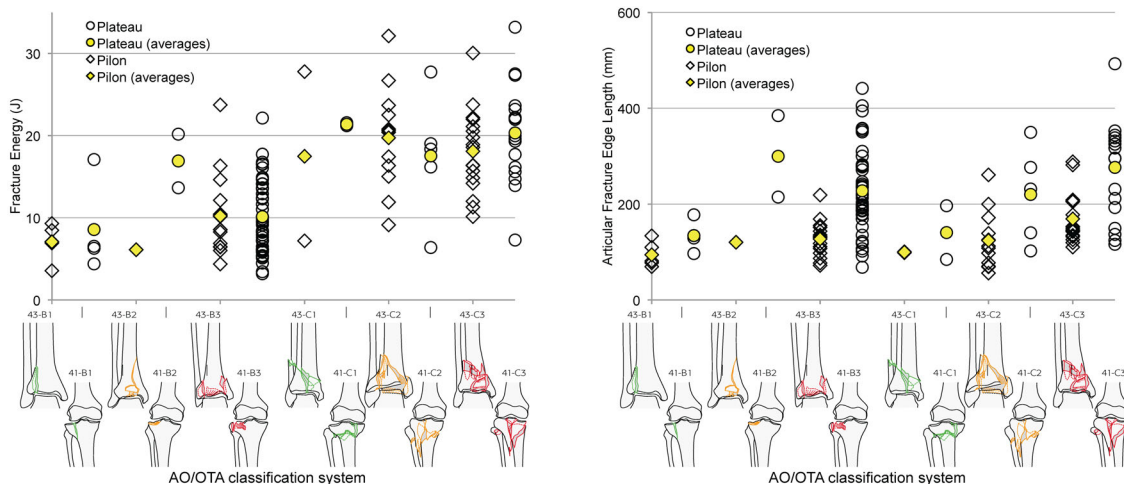 Plateau
Plateau (averages)
Pilon
Pilon (averages)
Fracture Energy (J)
30
20
10
0
43-B1
43-B2
43-B3
43-C1
43-C2
43-C3
41-B1
41-B2
41-B3
41-C1
41-C2
41-C3
AO/OTA classification system
Plateau
Plateau (averages)
Pilon
Pilon (averages)
Articular Fracture Edge Length (mm)
600
400
200
0
43-B1
43-B2
43-B3
43-C1
43-C2
43-C3
41-B1
41-B2
41-B3
41-C1
41-C2
41-C3
AO/OTA classification system